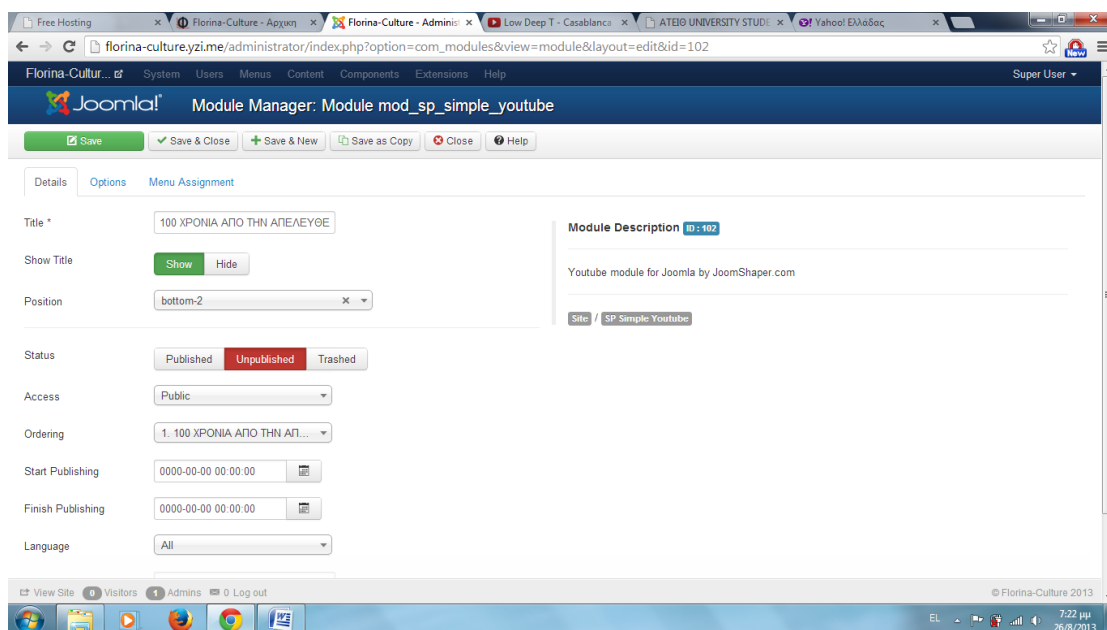 Free Hosting
Florina-Culture - Αρχικη
Florina-Culture - Adminis
Low Deep T - Casablanca
ΑΤΕΙΘ UNIVERSITY STUDE
Yahoo! Ελλάδας
florina-culture.yzi.me/administrator/index.php?option=com_modules&view=module&layout=edit&id=102
New
Florina-Cultur... System Users Menus Content Components Extensions Help Super User
Joomla!® Module Manager: Module mod_sp_simple_youtube
Save Save & Close Save & New Save as Copy Close Help
Details Options Menu Assignment
Title * 100 ΧΡΟΝΙΑ ΑΠΟ ΤΗΝ ΑΠΕΛΕΥΘΕ
Module Description ID : 102
Show Title Show Hide
Youtube module for Joomla by JoomShaper.com
Position bottom-2
Site / SP Simple Youtube
Status Published Unpublished Trashed
Access Public
Ordering 1. 100 ΧΡΟΝΙΑ ΑΠΟ ΤΗΝ ΑΠ...
Start Publishing 0000-00-00 00:00:00
Finish Publishing 0000-00-00 00:00:00
Language All
View Site 0 Visitors 1 Admins 0 Log out © Florina-Culture 2013
EL 7:22 μμ
26/8/2013